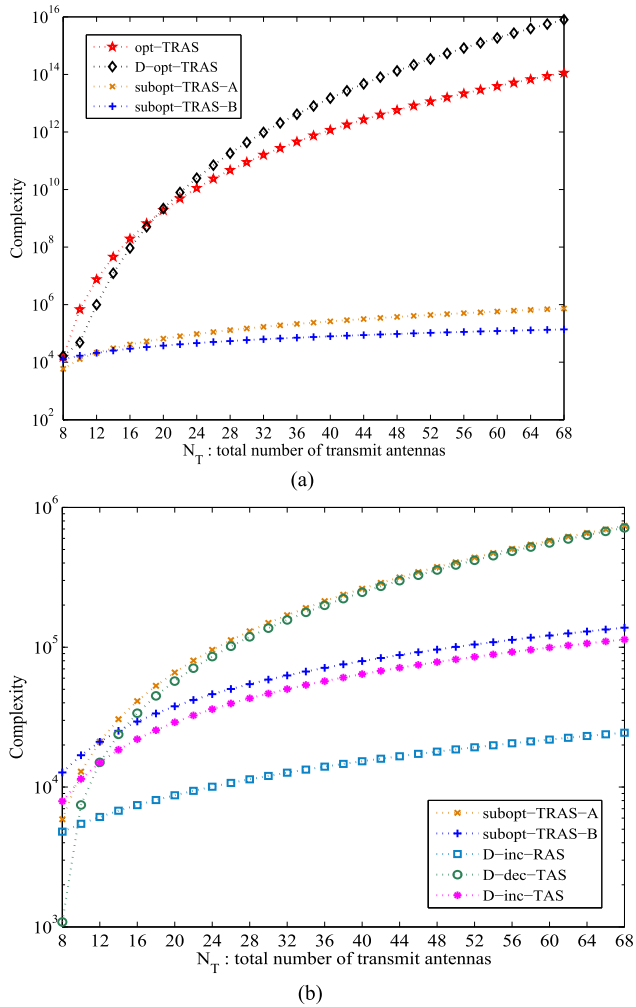 10^16
10^14
10^12
10^10
10^8
10^6
10^4
10^2
Complexity
opt−TRAS
D−opt−TRAS
subopt−TRAS−A
subopt−TRAS−B
8 12 16 20 24 28 32 36 40 44 48 52 56 60 64 68
N_T : total number of transmit antennas
(a)
10^6
10^5
10^4
10^3
Complexity
subopt−TRAS−A
subopt−TRAS−B
D−inc−RAS
D−dec−TAS
D−inc−TAS
8 12 16 20 24 28 32 36 40 44 48 52 56 60 64 68
N_T : total number of transmit antennas
(b)